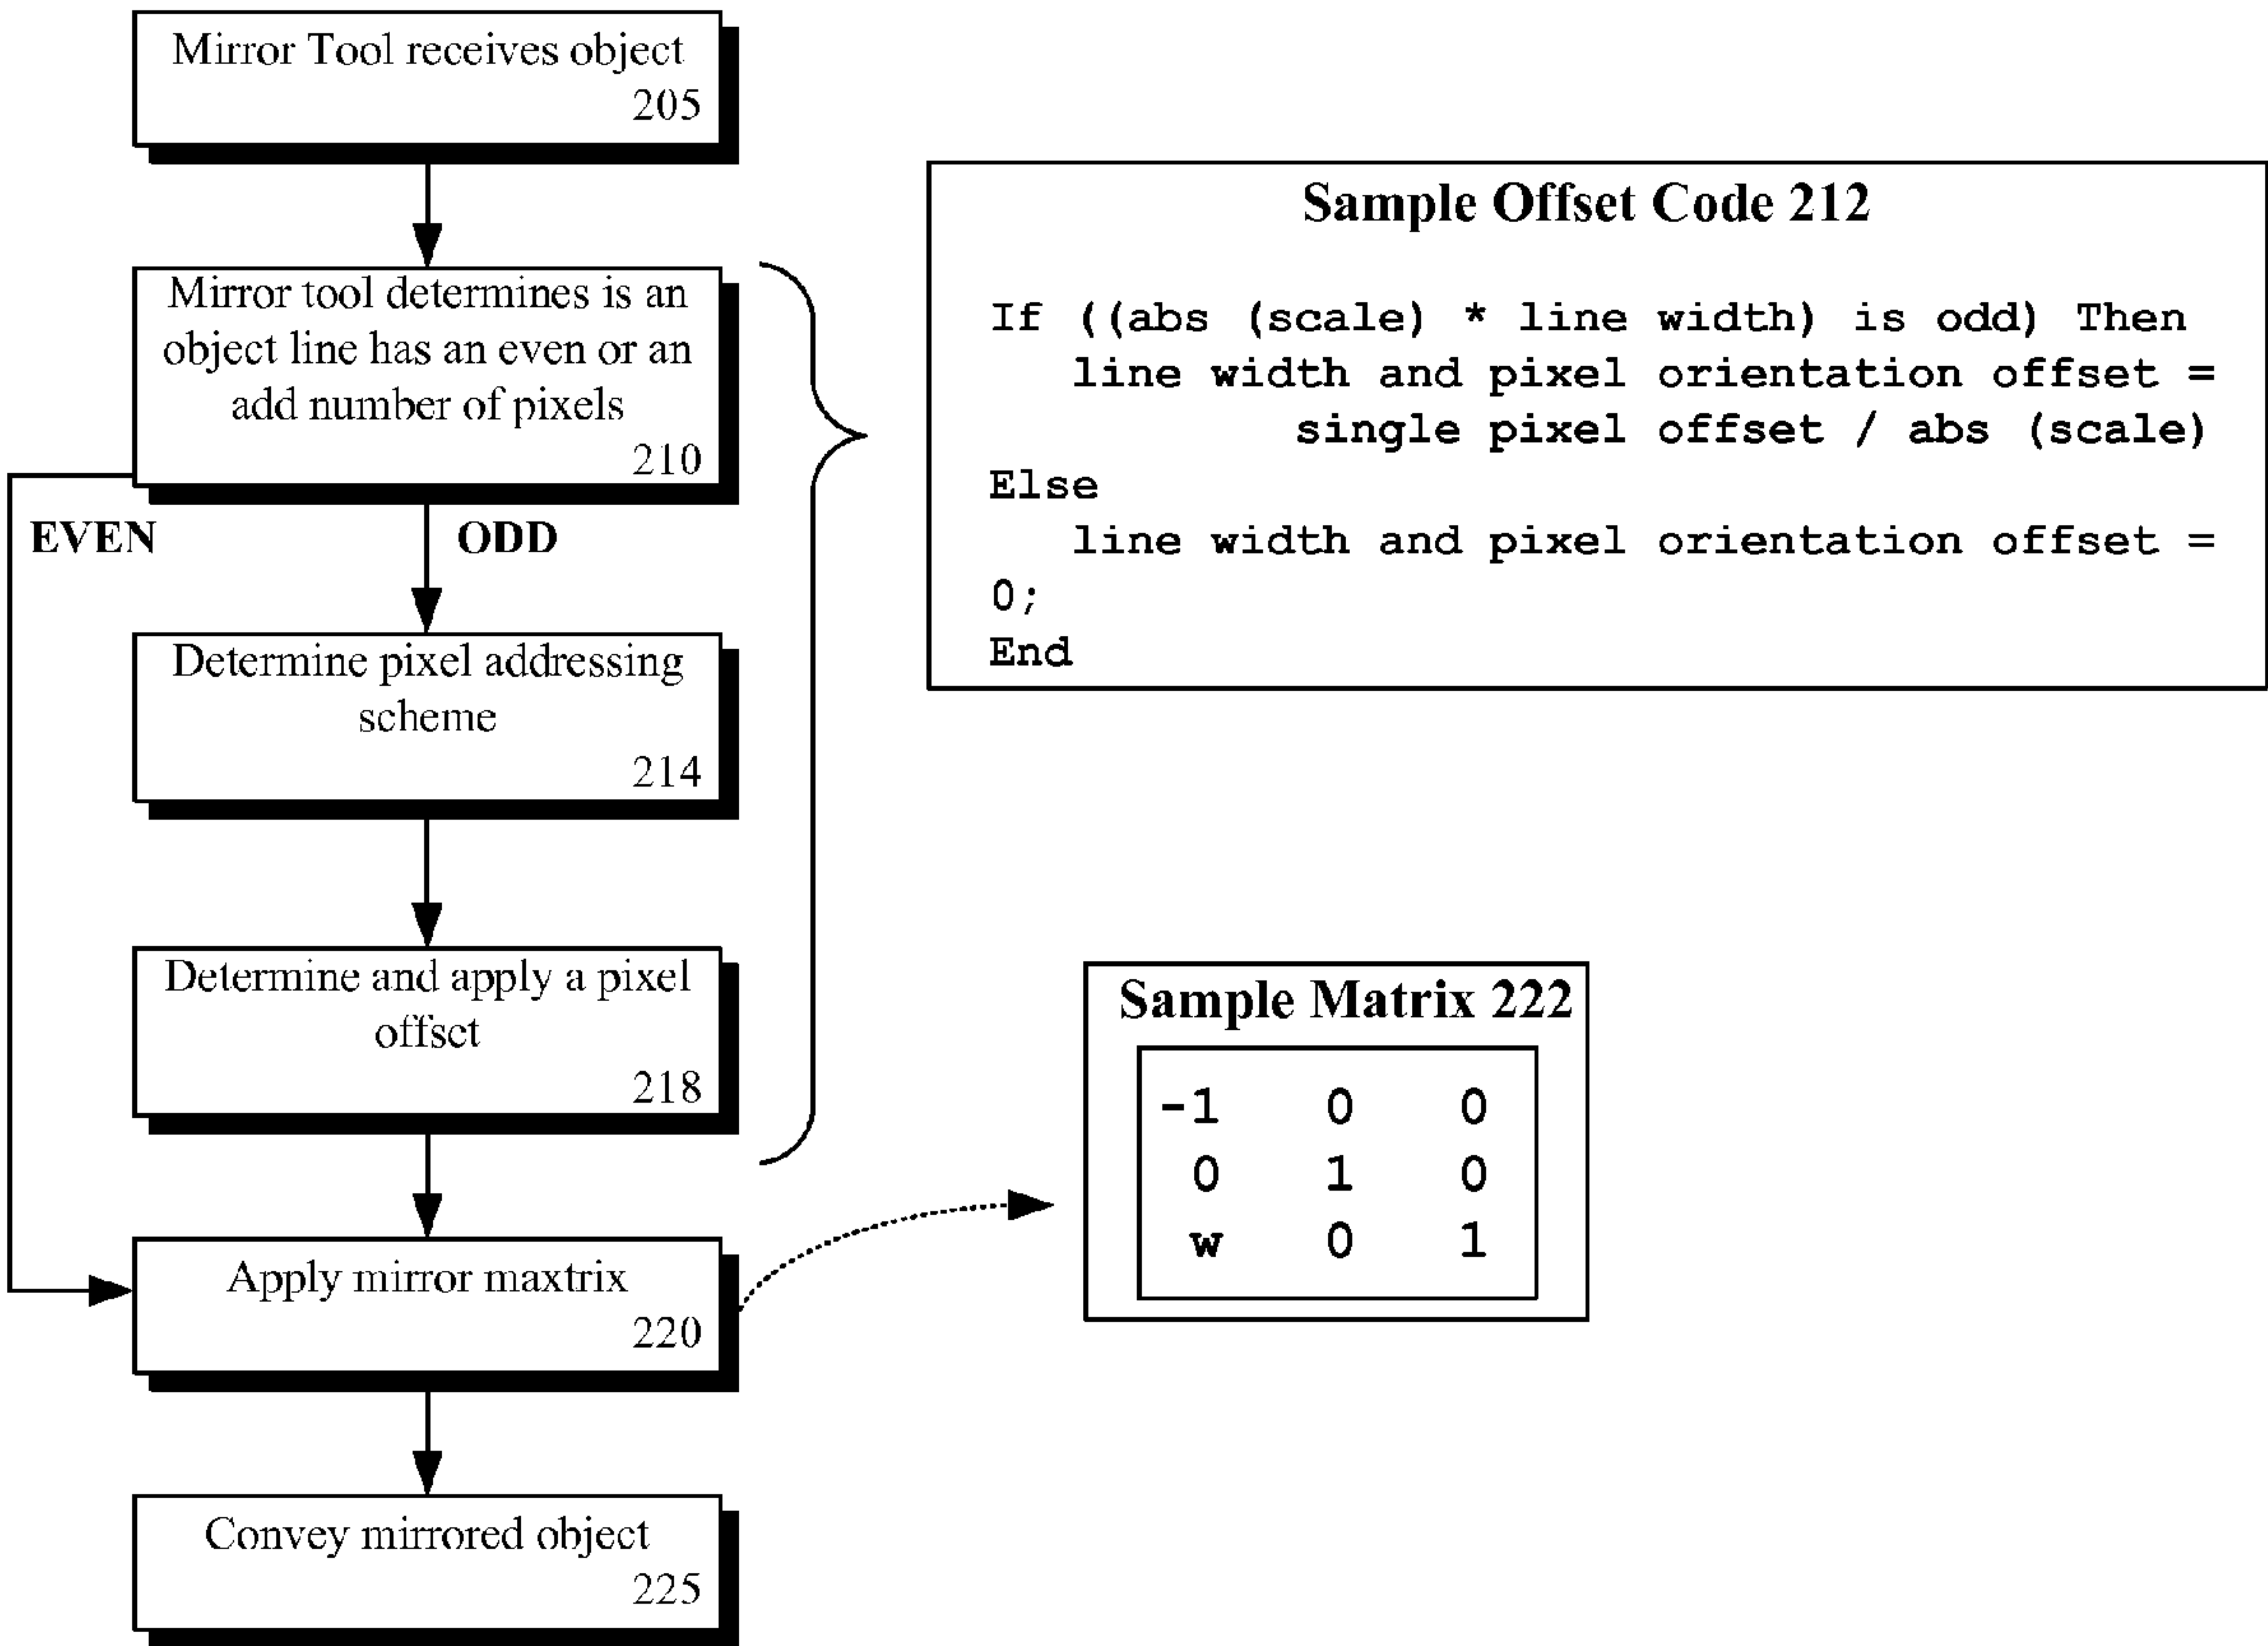 Mirror Tool receives object
205
Mirror tool determines is an
object line has an even or an
add number of pixels
210
EVEN
ODD
Determine pixel addressing
scheme
214
Determine and apply a pixel
offset
218
Apply mirror maxtrix
220
Convey mirrored object
225
Sample Offset Code 212
If ((abs (scale) * line width) is odd) Then
line width and pixel orientation offset =
single pixel offset / abs (scale)
Else
line width and pixel orientation offset =
0;
End
Sample Matrix 222
-1 0 0
0 1 0
w 0 1